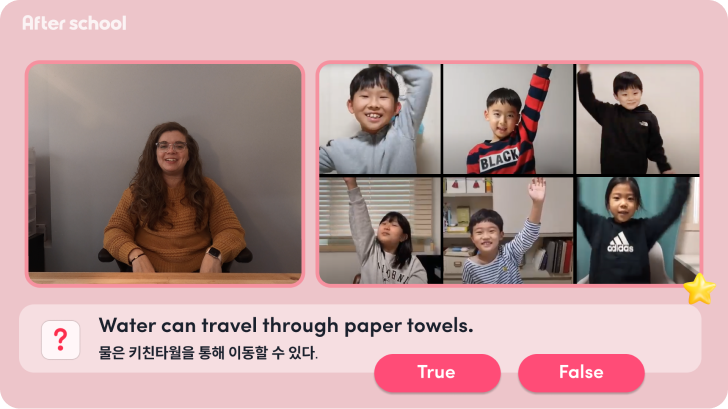 After school
BLACK
adidas
?
Water can travel through paper towels.
물은 키친타월을 통해 이동할 수 있다.
True
False